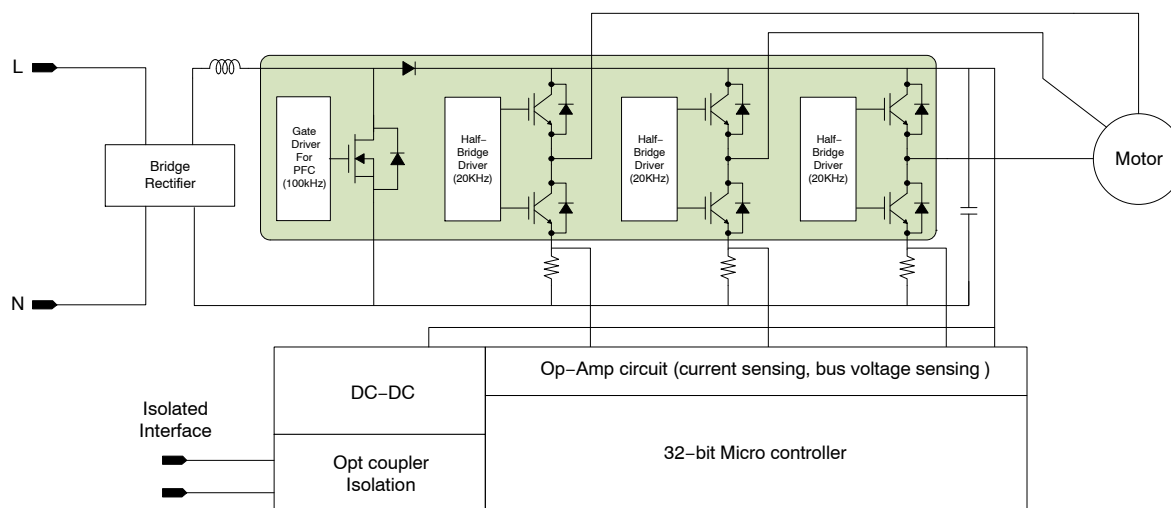 L
N
Bridge
Rectifier
Gate
Driver
For
PFC
(100kHz)
Half−
Bridge
Driver
(20KHz)
Half−
Bridge
Driver
(20KHz)
Half−
Bridge
Driver
(20KHz)
Motor
DC−DC
Op−Amp circuit (current sensing, bus voltage sensing )
Isolated
Interface
Opt coupler
Isolation
32−bit Micro controller